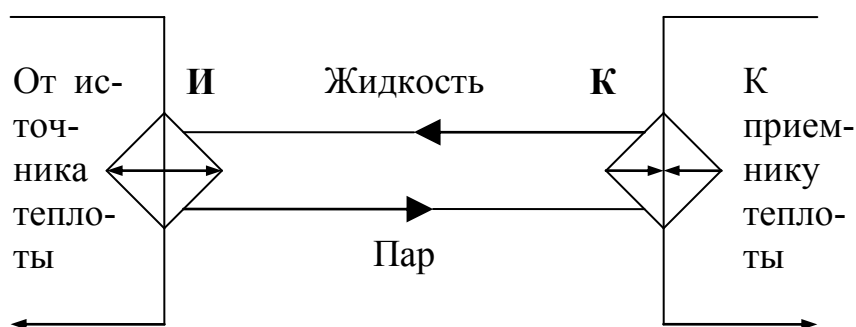 От ис-
точ-
ника
тепло-
ты
И
Жидкость
К
К
прием-
нику
тепло-
ты
Пар